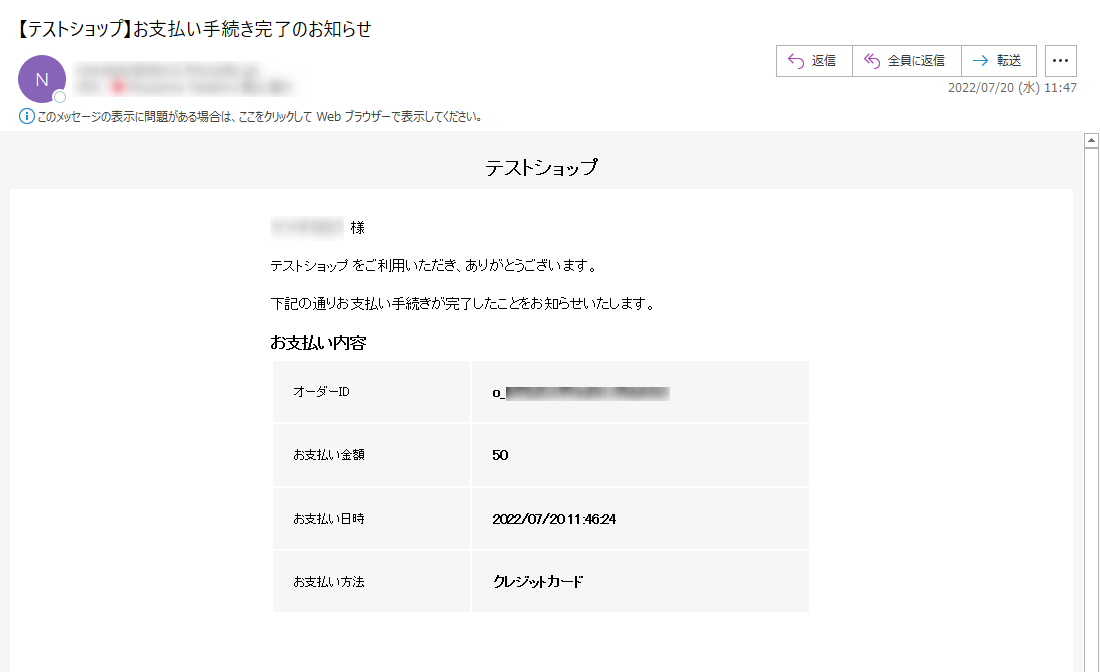 【テストショップ】お支払い手続き完了のお知らせ
N
返信
全員に返信
転送
2022/07/20 (水) 11:47
このメッセージの表示に問題がある場合は、ここをクリックして Web ブラウザーで表示してください。
テストショップ
様
テストショップ をご利用いただき、ありがとうございます。
下記の通りお支払い手続きが完了したことをお知らせいたします。
お支払い内容
オーダーID o_
お支払い金額 50
お支払い日時 2022/07/20 11:46:24
お支払い方法 クレジットカード